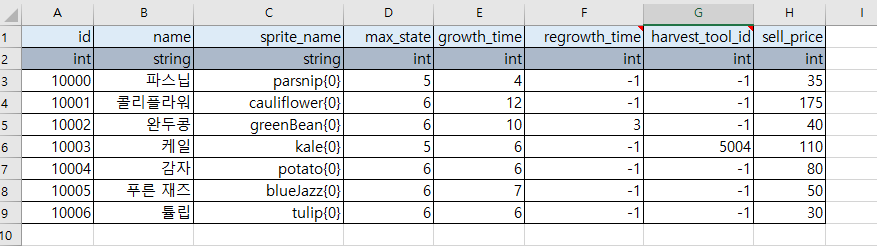 A B C D E F G H I
1 id name sprite_name max_state growth_time regrowth_time harvest_tool_id sell_price
2 int string string int int int int int
3 10000 파스닙 parsnip{0} 5 4 -1 -1 35
4 10001 콜리플라워 cauliflower{0} 6 12 -1 -1 175
5 10002 완두콩 greenBean{0} 6 10 3 -1 40
6 10003 케일 kale{0} 5 6 -1 5004 110
7 10004 감자 potato{0} 6 6 -1 -1 80
8 10005 푸른 재즈 blueJazz{0} 6 7 -1 -1 50
9 10006 튤립 tulip{0} 6 6 -1 -1 30
10